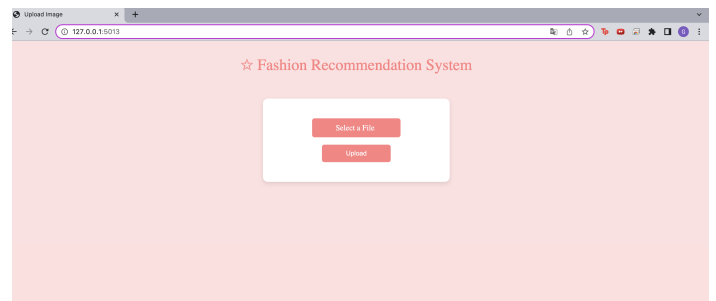 Upload Image
127.0.0.1:5013
☆ Fashion Recommendation System
Select a File
Upload